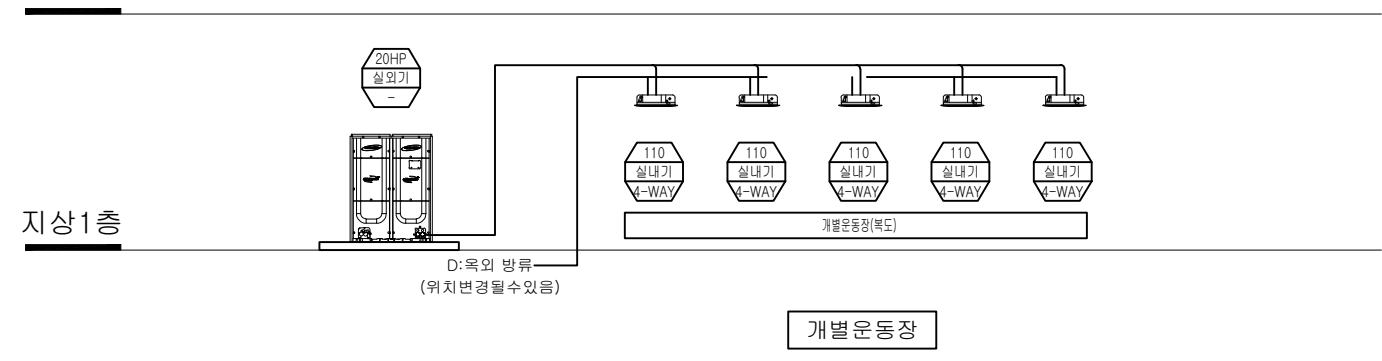 20HP
실외기
-
110
실내기
4-WAY
110
실내기
4-WAY
110
실내기
4-WAY
110
실내기
4-WAY
110
실내기
4-WAY
개별운동장(복도)
지상1층
D:옥외 방류
(위치변경될수있음)
개별운동장